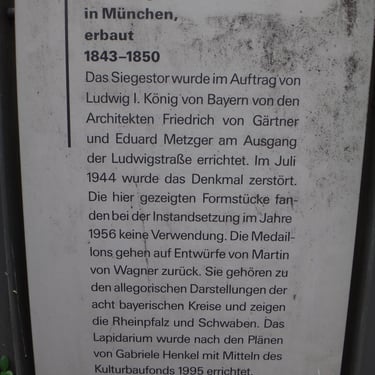 in München,
erbaut
1843–1850
Das Siegestor wurde im Auftrag von
Ludwig I. König von Bayern von den
Architekten Friedrich von Gärtner
und Eduard Metzger am Ausgang
der Ludwigstraße errichtet. Im Juli
1944 wurde das Denkmal zerstört.
Die hier gezeigten Formstücke fan-
den bei der Instandsetzung im Jahre
1956 keine Verwendung. Die Medail-
lons gehen auf Entwürfe von Martin
von Wagner zurück. Sie gehören zu
den allegorischen Darstellungen der
acht bayerischen Kreise und zeigen
die Rheinpfalz und Schwaben. Das
Lapidarium wurde nach den Plänen
von Gabriele Henkel mit Mitteln des
Kulturbaufonds 1995 errichtet.